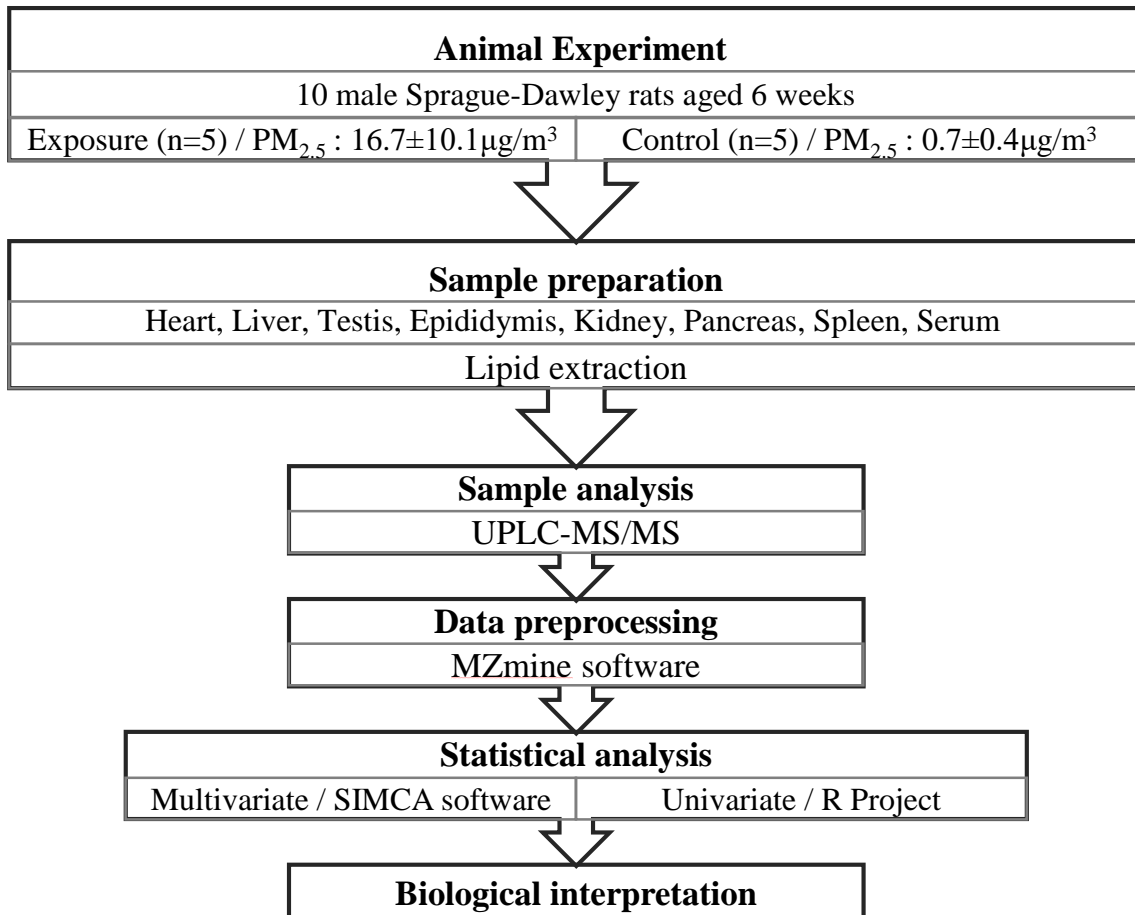 Animal Experiment
10 male Sprague-Dawley rats aged 6 weeks
Exposure (n=5) / PM2.5 : 16.7±10.1μg/m³
Control (n=5) / PM2.5 : 0.7±0.4μg/m³
Sample preparation
Heart, Liver, Testis, Epididymis, Kidney, Pancreas, Spleen, Serum
Lipid extraction
Sample analysis
UPLC-MS/MS
Data preprocessing
MZmine software
Statistical analysis
Multivariate / SIMCA software
Univariate / R Project
Biological interpretation